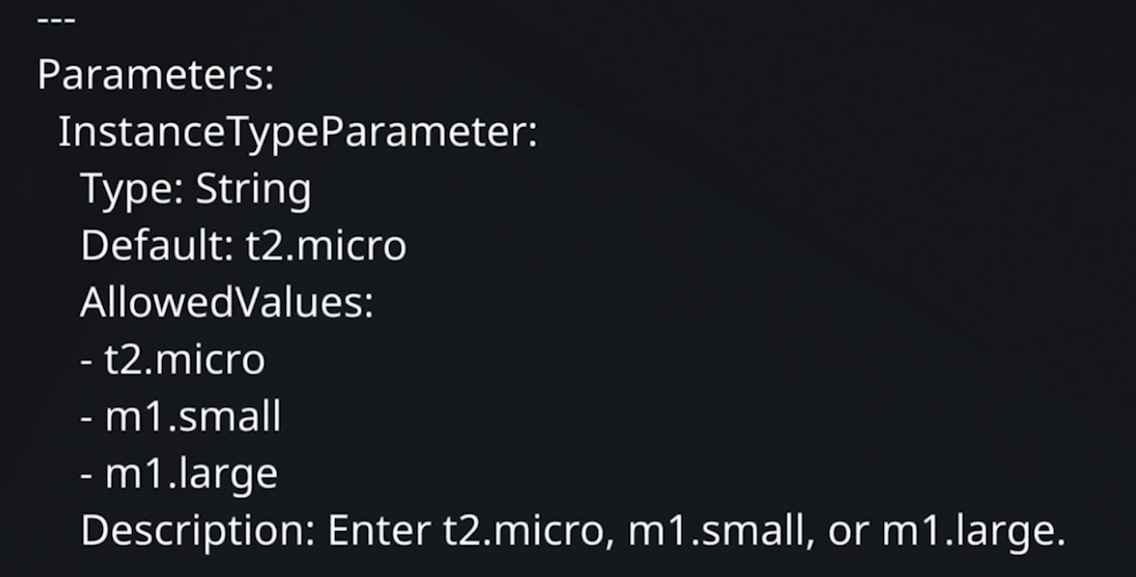 ---
Parameters:
  InstanceTypeParameter:
    Type: String
    Default: t2.micro
    AllowedValues:
    - t2.micro
    - m1.small
    - m1.large
    Description: Enter t2.micro, m1.small, or m1.large.